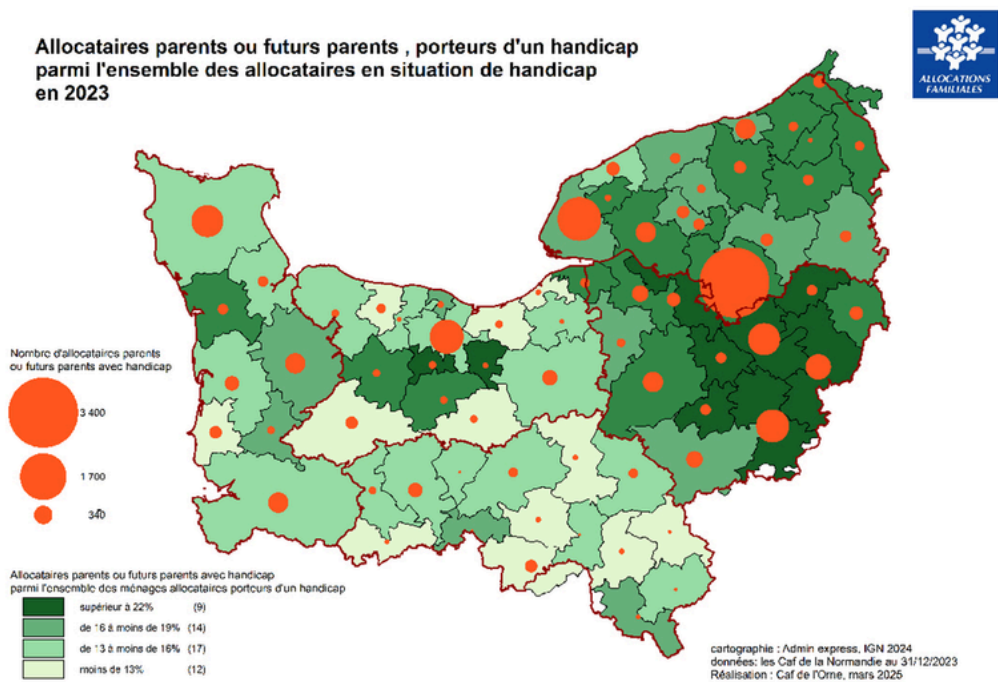 Allocataires parents ou futurs parents , porteurs d'un handicap
parmi l'ensemble des allocataires en situation de handicap
en 2023
ALLOCATIONS
FAMILIALES
Nombre d'allocataires parents
ou futurs parents avec handicap
3 400
1 700
340
Allocataires parents ou futurs parents avec handicap
parmi l'ensemble des ménages allocataires porteurs d'un handicap
supérieur à 22% (9)
de 16 à moins de 19% (14)
de 13 à moins de 16% (17)
moins de 13% (12)
cartographie : Admin express, IGN 2024
données: les Caf de la Normandie au 31/12/2023
Réalisation : Caf de l'Orne, mars 2025